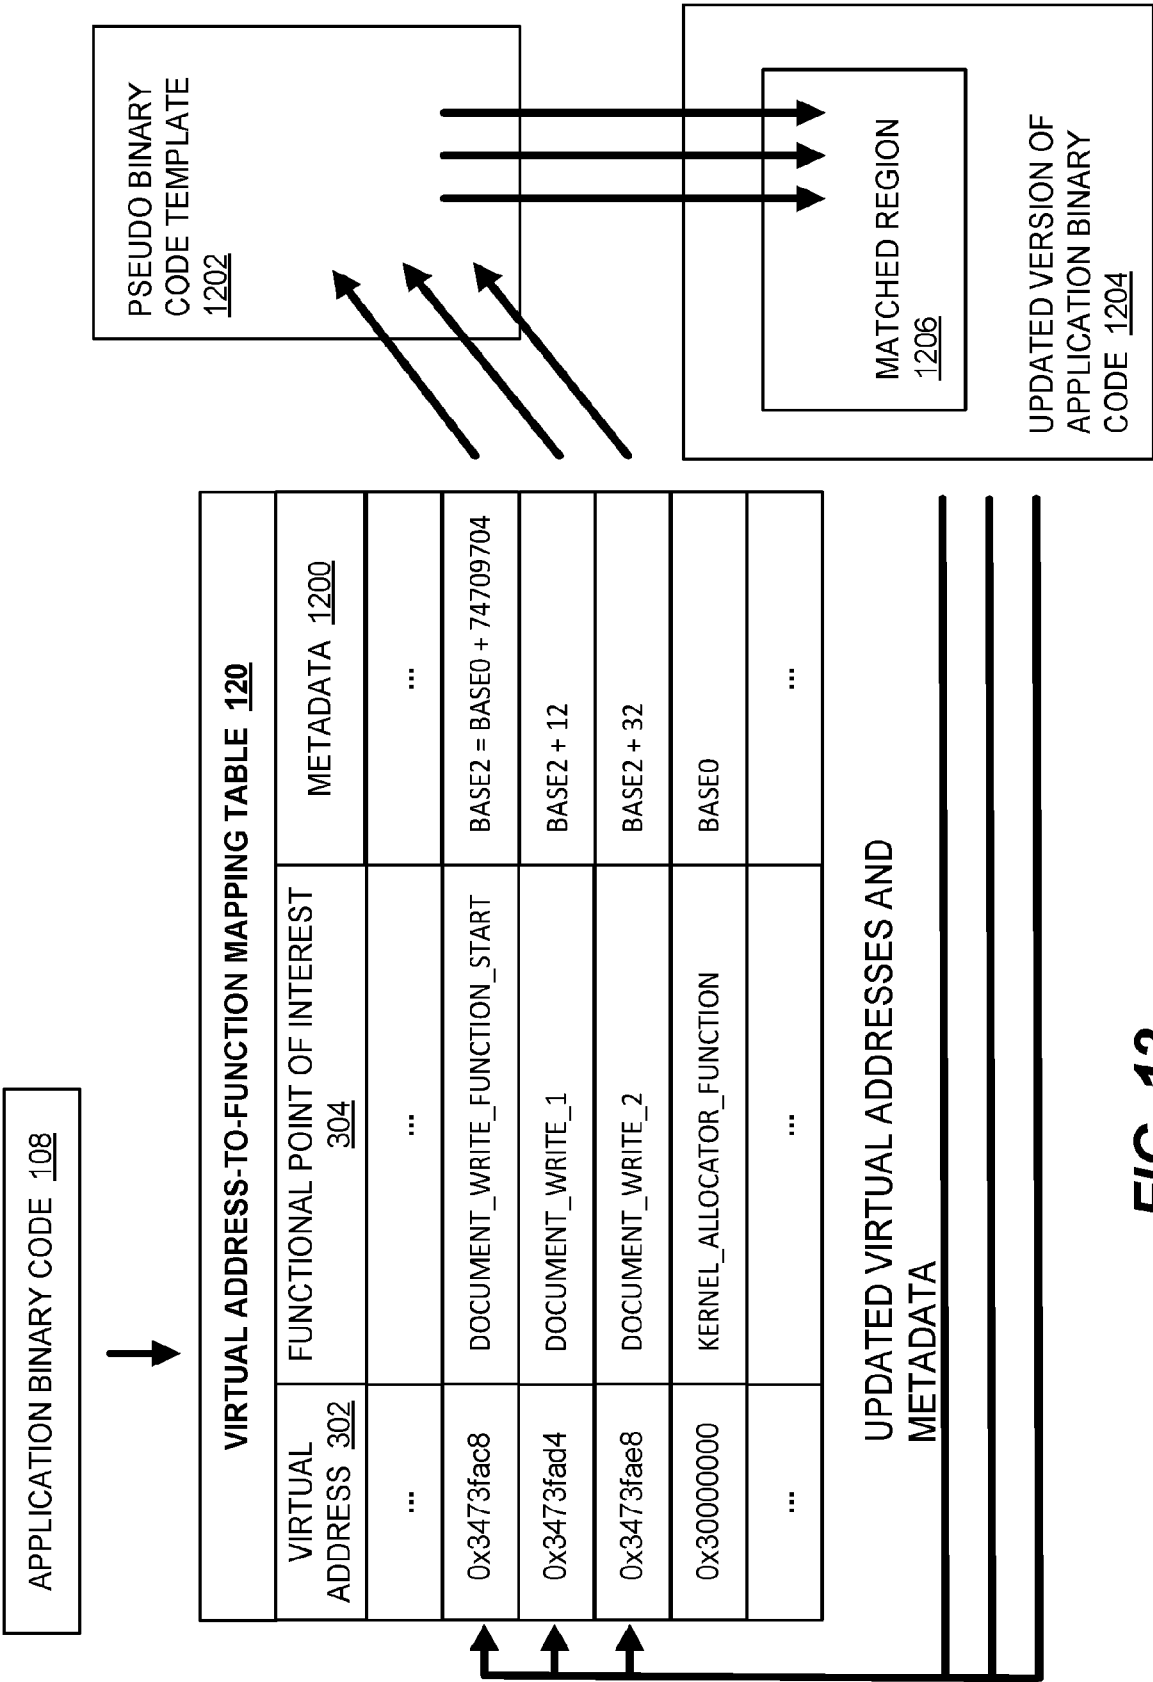 APPLICATION BINARY CODE 108
VIRTUAL ADDRESS-TO-FUNCTION MAPPING TABLE 120
VIRTUAL
ADDRESS 302
FUNCTIONAL POINT OF INTEREST
304
METADATA 1200
...
...
...
0x3473fac8
DOCUMENT_WRITE_FUNCTION_START
BASE2 = BASE0 + 74709704
0x3473fad4
DOCUMENT_WRITE_1
BASE2 + 12
0x3473fae8
DOCUMENT_WRITE_2
BASE2 + 32
0x30000000
KERNEL_ALLOCATOR_FUNCTION
BASE0
...
...
...
UPDATED VIRTUAL ADDRESSES AND
METADATA
PSEUDO BINARY
CODE TEMPLATE
1202
MATCHED REGION
1206
UPDATED VERSION OF
APPLICATION BINARY
CODE 1204